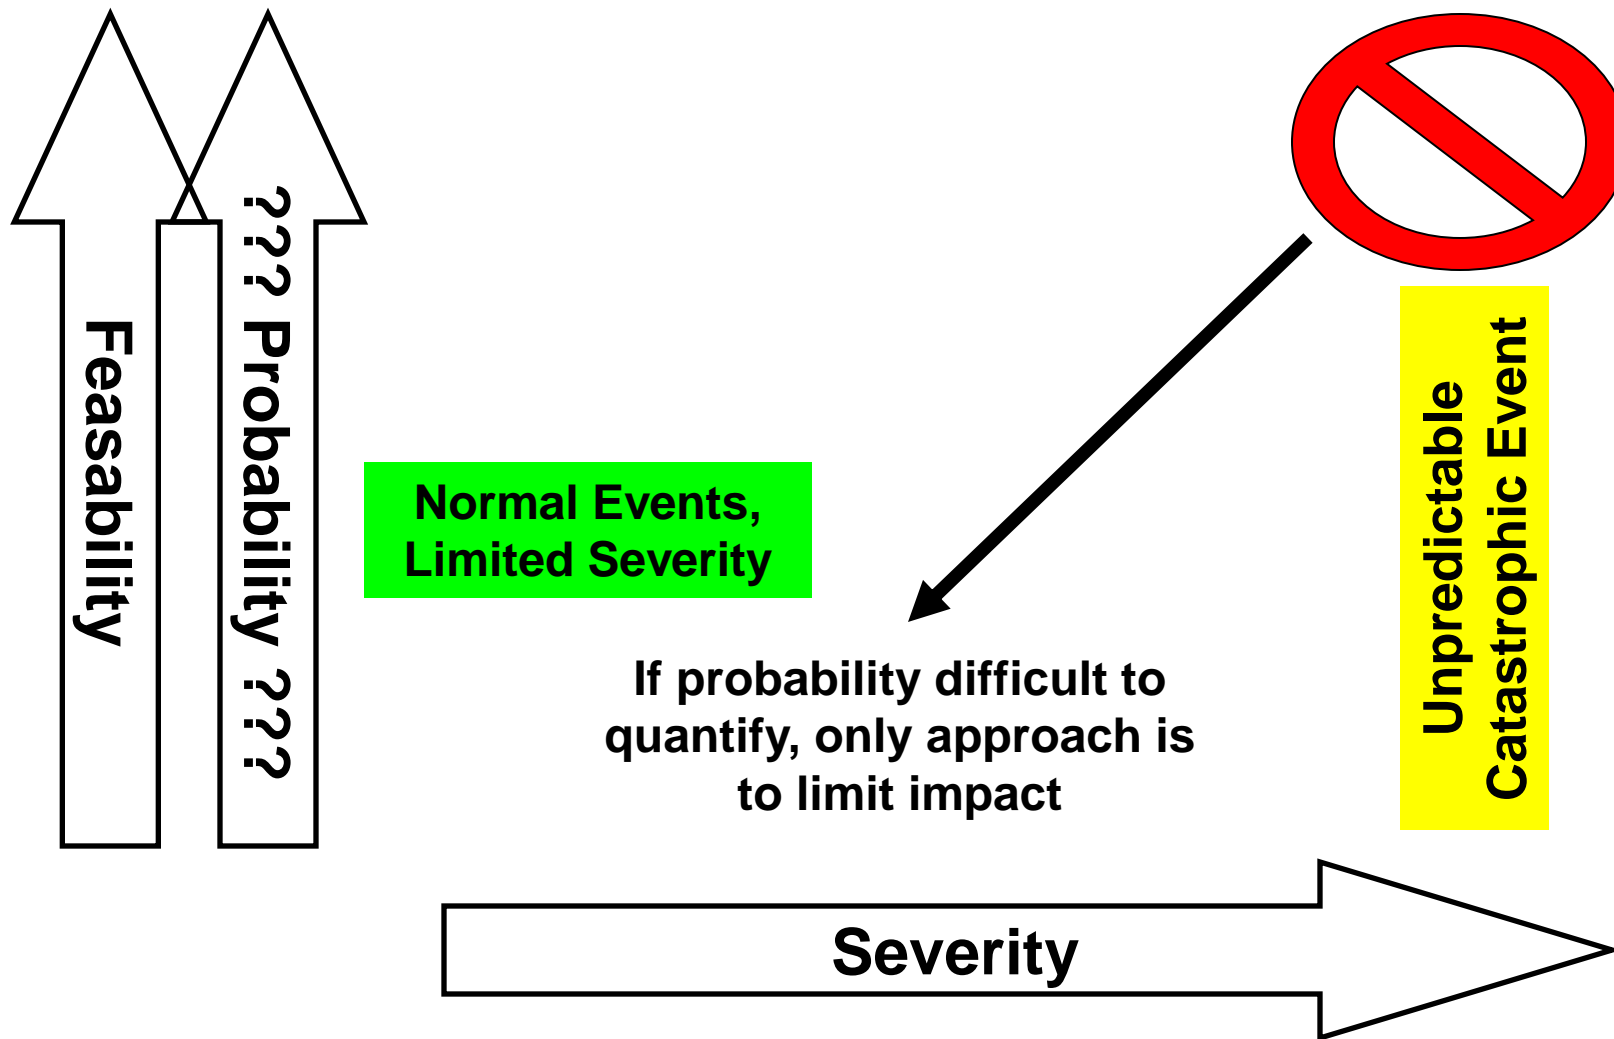 Feasability
??? Probability ???
Normal Events,
Limited Severity
If probability difficult to
quantify, only approach is
to limit impact
Unpredictable
Catastrophic Event
Severity